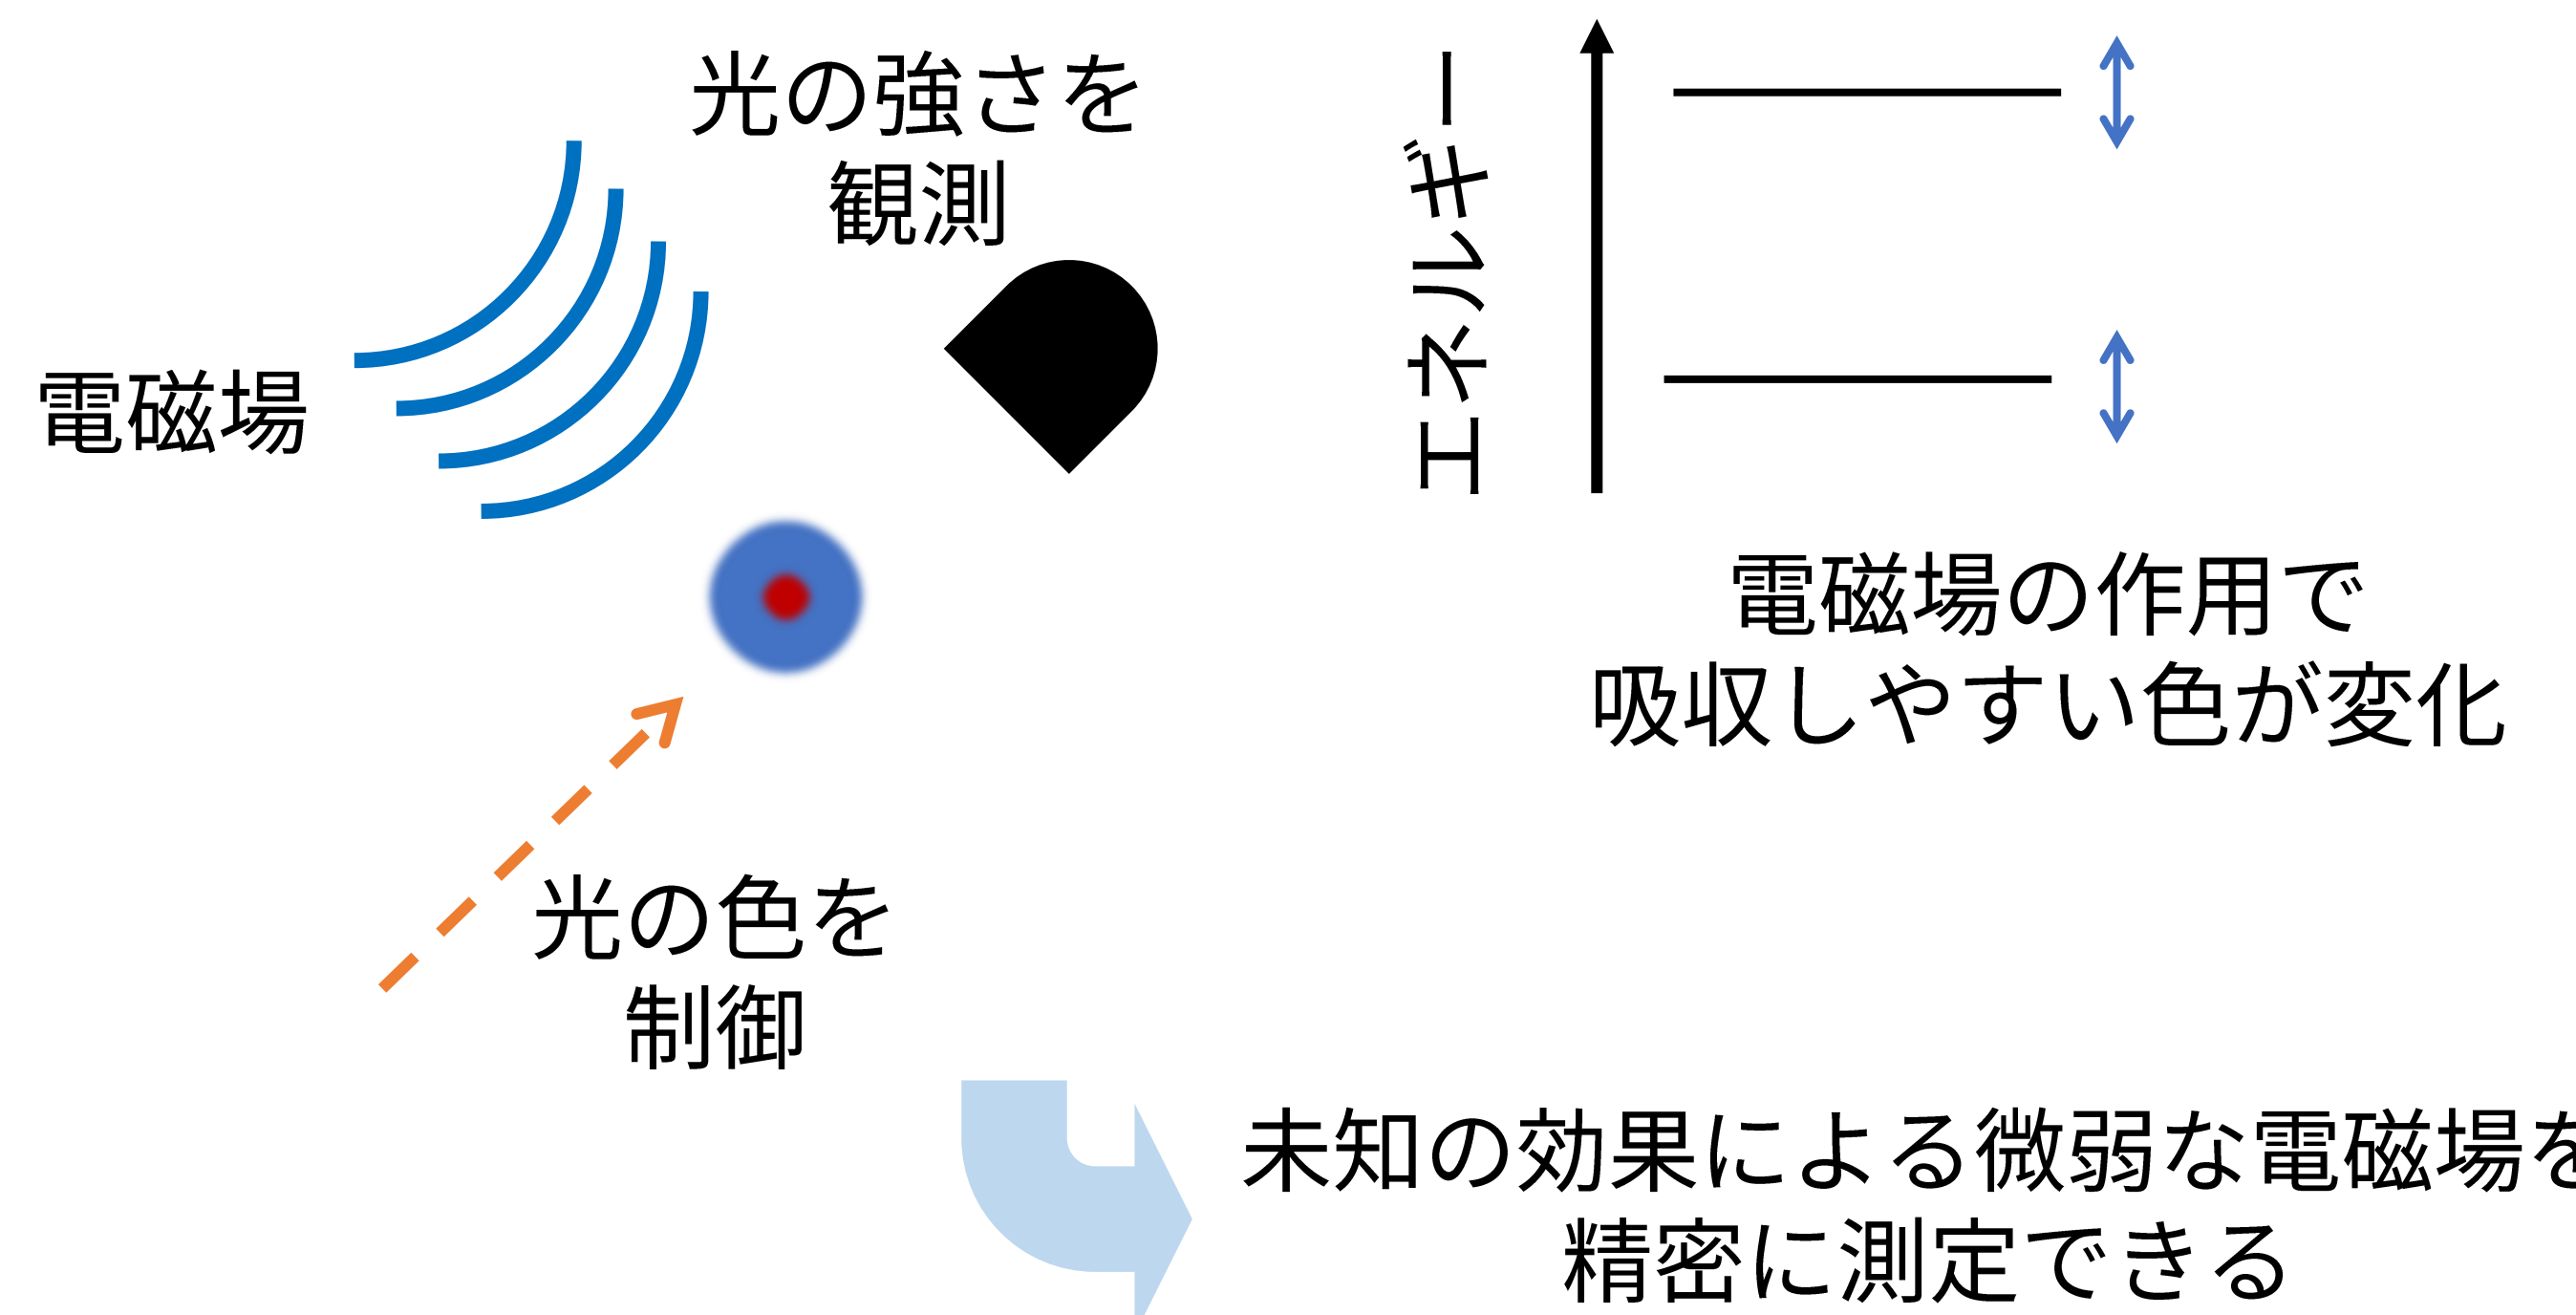 光の強さを
観測
電磁場
光の色を
制御
エネルギー
電磁場の作用で
吸収しやすい色が変化
未知の効果による微弱な電磁場を
精密に測定できる